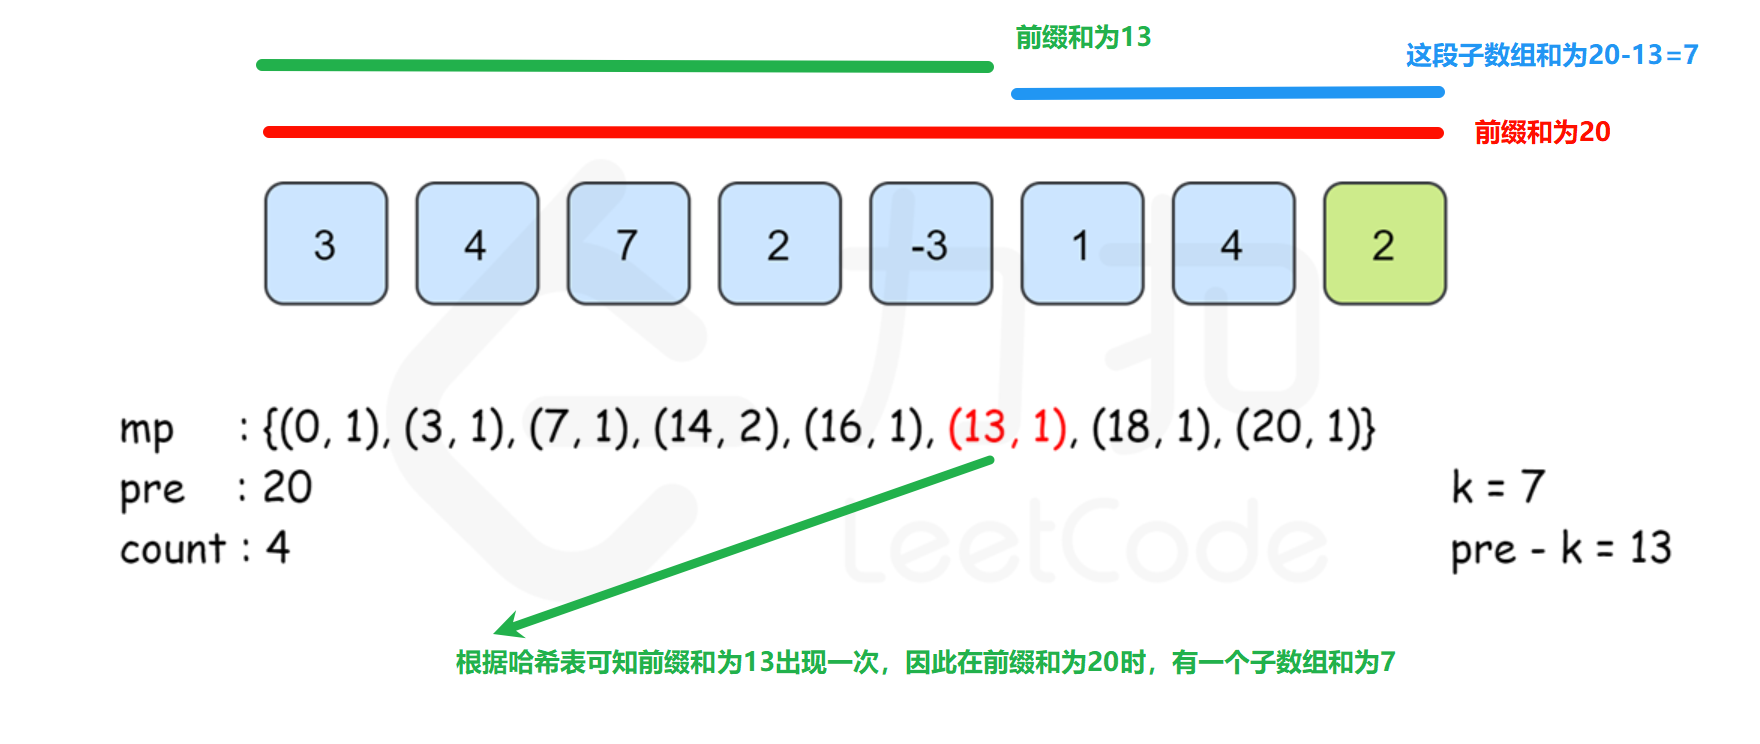 前缀和为13
这段子数组和为20-13=7
前缀和为20
3 4 7 2 -3 1 4 2
力扣
mp : {(0, 1), (3, 1), (7, 1), (14, 2), (16, 1), (13, 1), (18, 1), (20, 1)}
pre : 20
k = 7
count : 4
pre - k = 13
LeetCode
根据哈希表可知前缀和为13出现一次，因此在前缀和为20时，有一个子数组和为7